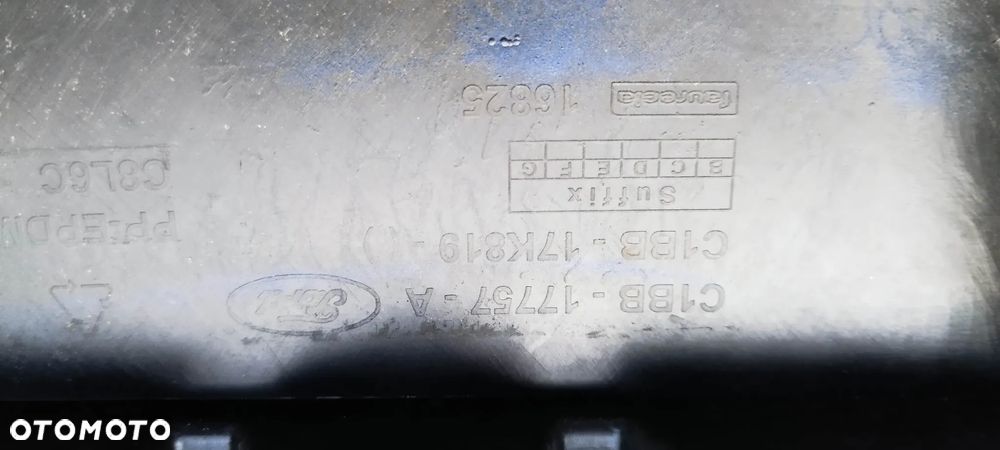 C1BB - 17757 - A Ford
C1BB - 17K819 - ( )
PP+EPDM
Suffix
B C D E F G
faurecia 16825
OTOMOTO